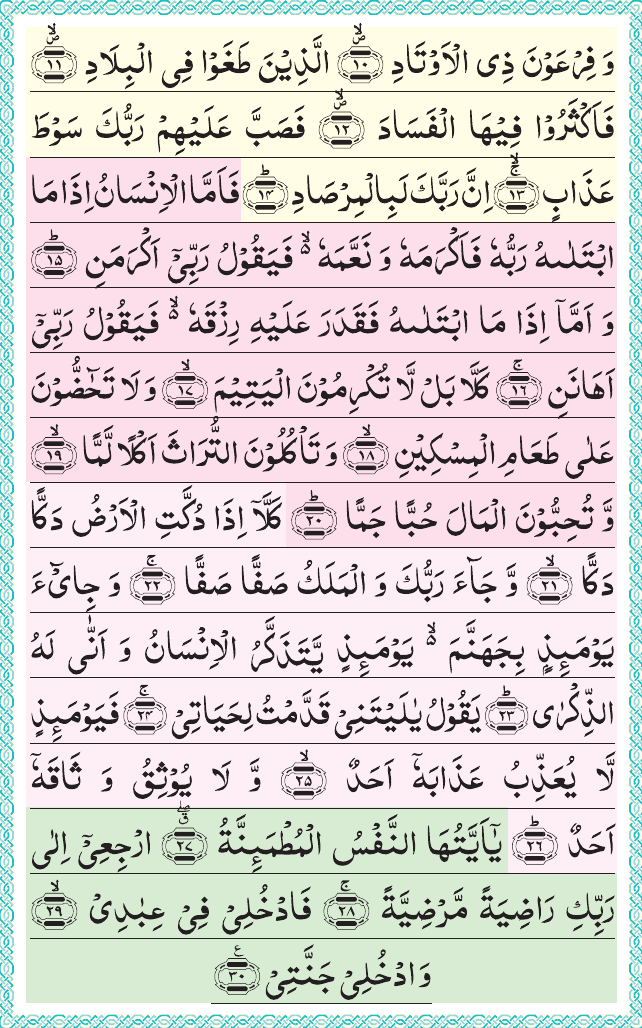 وَ فِرْعَوْنَ ذِی الْاَوْتَادِ ﴿۱۰﴾ الَّذِیْنَ طَغَوْا فِی الْبِلَادِ ﴿۱۱﴾
فَاَكْثَرُوْا فِیْهَا الْفَسَادَ ﴿۱۲﴾ فَصَبَّ عَلَیْهِمْ رَبُّكَ سَوْطَ
عَذَابٍ ﴿۱۳﴾ اِنَّ رَبَّكَ لَبِالْمِرْصَادِ ﴿۱۴﴾ فَاَمَّا الْاِنْسَانُ اِذَا مَا
ابْتَلٰىهُ رَبُّهٗ فَاَكْرَمَهٗ وَ نَعَّمَهٗ ۙ فَیَقُوْلُ رَبِّیْۤ اَكْرَمَنِ ﴿۱۵﴾
وَ اَمَّاۤ اِذَا مَا ابْتَلٰىهُ فَقَدَرَ عَلَیْهِ رِزْقَهٗ ۙ فَیَقُوْلُ رَبِّیْۤ
اَهَانَنِ ﴿۱۶﴾ كَلَّا بَلْ لَّا تُكْرِمُوْنَ الْیَتِیْمَ ﴿۱۷﴾ وَ لَا تَحٰٓضُّوْنَ
عَلٰی طَعَامِ الْمِسْكِیْنِ ﴿۱۸﴾ وَ تَاْكُلُوْنَ التُّرَاثَ اَكْلًا لَّمًّا ﴿۱۹﴾
وَّ تُحِبُّوْنَ الْمَالَ حُبًّا جَمًّا ﴿۲۰﴾ كَلَّاۤ اِذَا دُكَّتِ الْاَرْضُ دَكًّا
دَكًّا ﴿۲۱﴾ وَّ جَآءَ رَبُّكَ وَ الْمَلَكُ صَفًّا صَفًّا ﴿۲۲﴾ وَ جِایْٓءَ
یَوْمَئِذٍۭ بِجَهَنَّمَ ۙ یَوْمَئِذٍ یَّتَذَكَّرُ الْاِنْسَانُ وَ اَنّٰی لَهُ
الذِّكْرٰی ﴿۲۳﴾ یَقُوْلُ یٰلَیْتَنِیْ قَدَّمْتُ لِحَیَاتِیْ ﴿۲۴﴾ فَیَوْمَئِذٍ
لَّا یُعَذِّبُ عَذَابَهٗۤ اَحَدٌ ﴿۲۵﴾ وَّ لَا یُوْثِقُ وَ ثَاقَهٗۤ
اَحَدٌ ﴿۲۶﴾ یٰۤاَیَّتُهَا النَّفْسُ الْمُطْمَئِنَّةُ ﴿۲۷﴾ ارْجِعِیْۤ اِلٰی
رَبِّكِ رَاضِیَةً مَّرْضِیَّةً ﴿۲۸﴾ فَادْخُلِیْ فِیْ عِبٰدِیْ ﴿۲۹﴾
وَ ادْخُلِیْ جَنَّتِیْ ﴿۳۰﴾